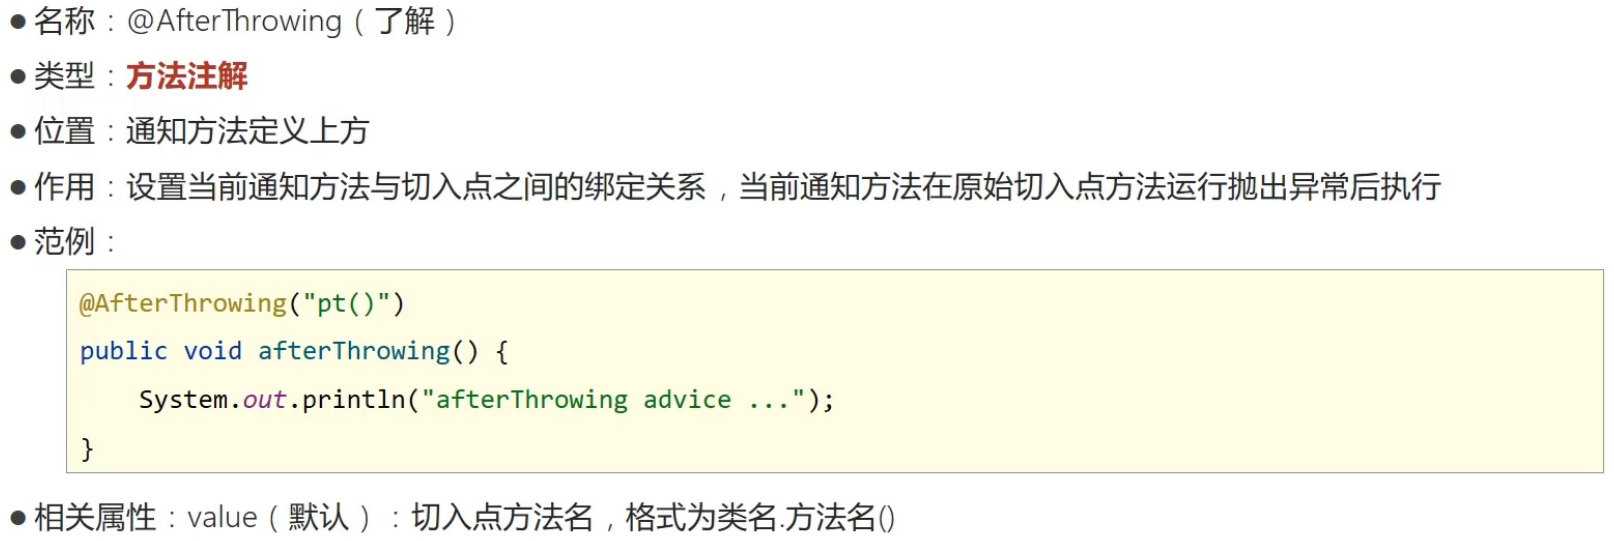 ● 名称：@AfterThrowing（了解）
● 类型：方法注解
● 位置：通知方法定义上方
● 作用：设置当前通知方法与切入点之间的绑定关系，当前通知方法在原始切入点方法运行抛出异常后执行
● 范例：
@AfterThrowing("pt()")
public void afterThrowing() {
    System.out.println("afterThrowing advice ...");
}
● 相关属性：value（默认）：切入点方法名，格式为类名.方法名()